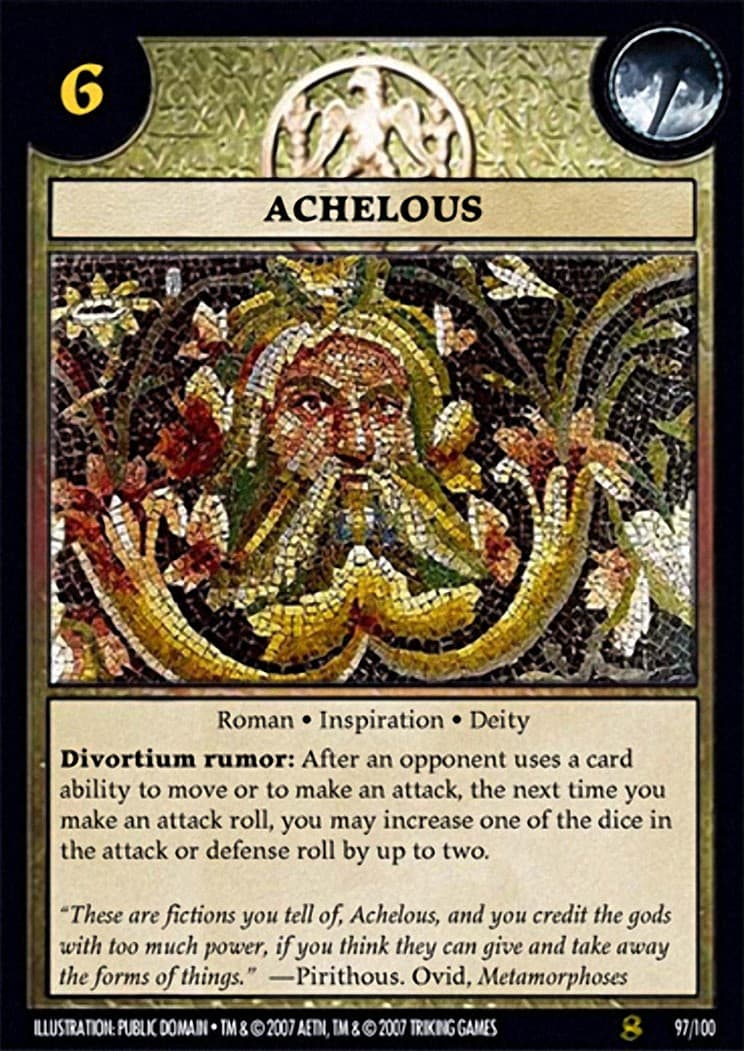 6
ACHELOUS
Roman • Inspiration • Deity
Divortium rumor: After an opponent uses a card
ability to move or to make an attack, the next time you
make an attack roll, you may increase one of the dice in
the attack or defense roll by up to two.
“These are fictions you tell of, Achelous, and you credit the gods
with too much power, if you think they can give and take away
the forms of things.” —Pirithous. Ovid, Metamorphoses
ILLUSTRATION: PUBLIC DOMAIN • TM & © 2007 AETN, TM & © 2007 TRIKING GAMES
8
97/100